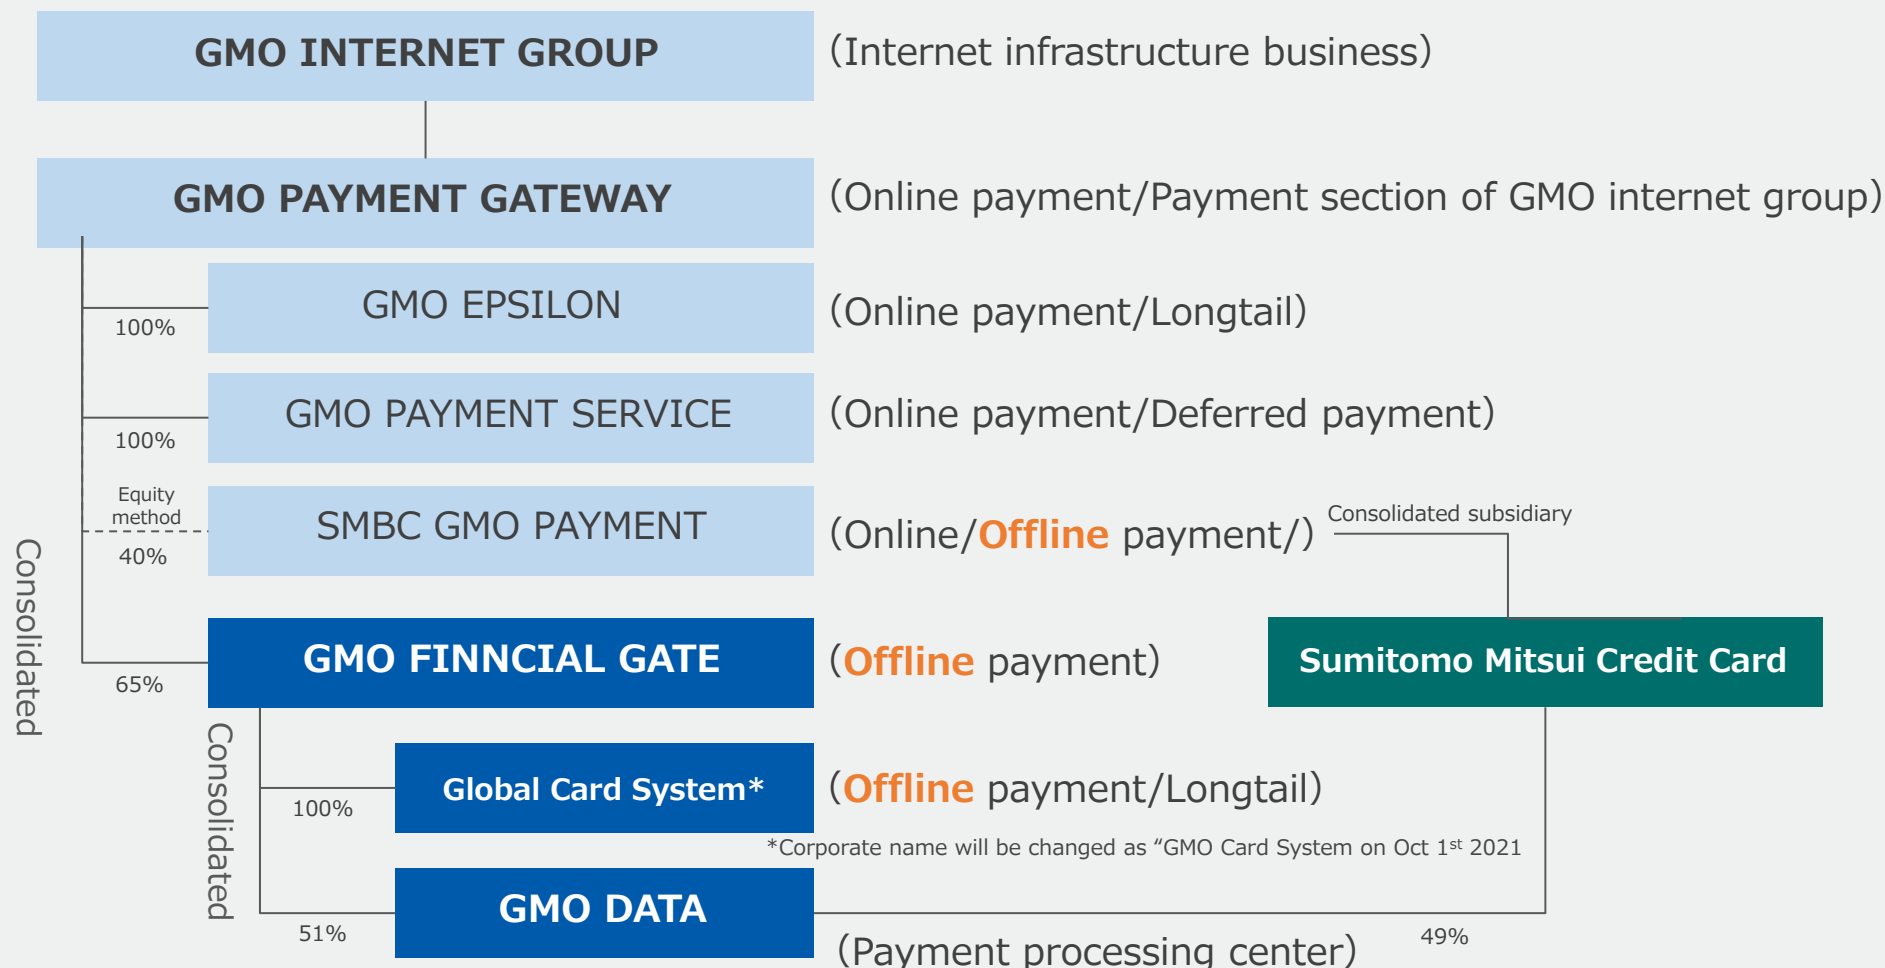 GMO INTERNET GROUP
(Internet infrastructure business)
GMO PAYMENT GATEWAY
(Online payment/Payment section of GMO internet group)
GMO EPSILON
(Online payment/Longtail)
100%
GMO PAYMENT SERVICE
(Online payment/Deferred payment)
100%
Equity
method
40%
SMBC GMO PAYMENT
(Online/Offline payment/)
Consolidated subsidiary
Consolidated
GMO FINNCIAL GATE
(Offline payment)
Sumitomo Mitsui Credit Card
65%
Consolidated
Global Card System*
(Offline payment/Longtail)
100%
*Corporate name will be changed as “GMO Card System on Oct 1st 2021
GMO DATA
51%
49%
(Payment processing center)